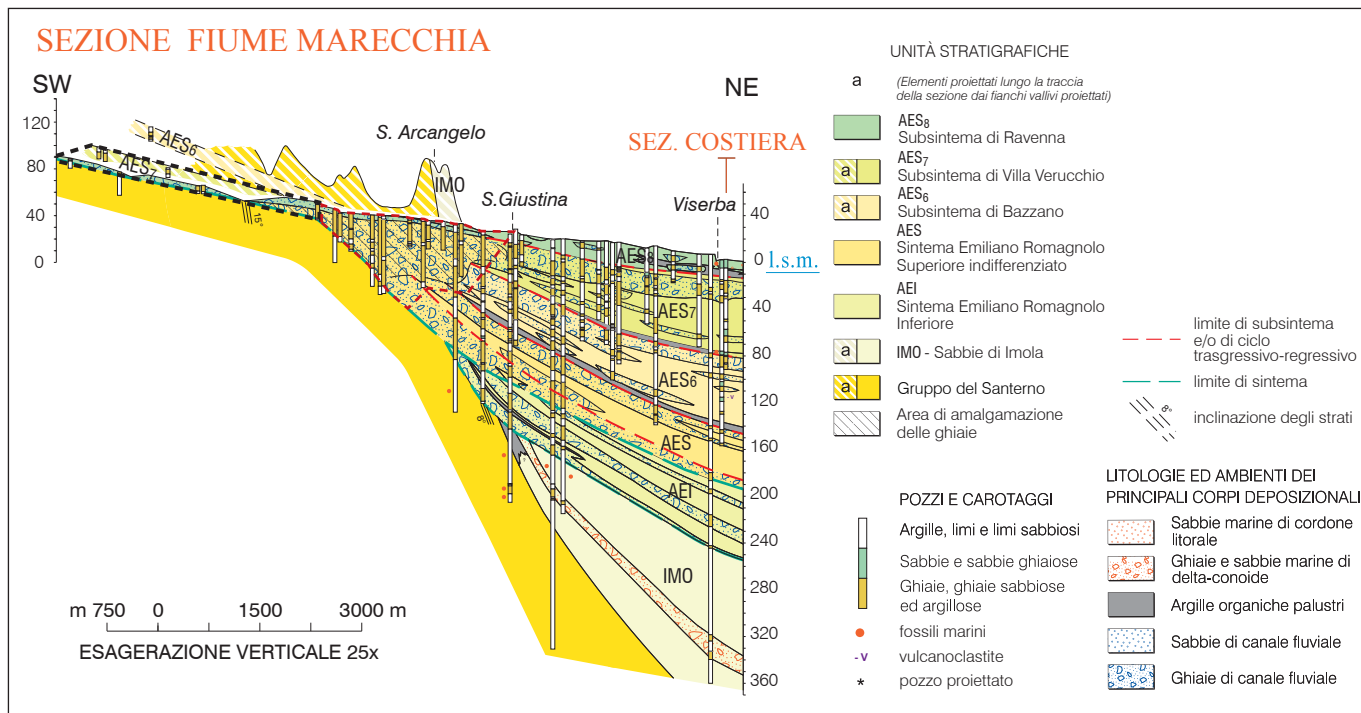 SEZIONE FIUME MARECCHIA
SW
NE
120
80
40
0
AES6
AES7
S. Arcangelo
IMO
S.Giustina
SEZ. COSTIERA
Viserba
15°
8°
AES8
AES7
AES6
AES
AEI
IMO
40
0
l.s.m.
40
80
120
160
200
240
280
320
360
m 750 0 1500 3000 m
ESAGERAZIONE VERTICALE 25x
UNITÀ STRATIGRAFICHE
a (Elementi proiettati lungo la traccia
della sezione dai fianchi vallivi proiettati)
AES8
Subsintema di Ravenna
AES7
a Subsintema di Villa Verucchio
AES6
a Subsintema di Bazzano
AES
Sintema Emiliano Romagnolo
Superiore indifferenziato
AEI
Sintema Emiliano Romagnolo
Inferiore
a IMO - Sabbie di Imola
a Gruppo del Santerno
Area di amalgamazione
delle ghiaie
limite di subsintema
e/o di ciclo
trasgressivo-regressivo
limite di sintema
8° inclinazione degli strati
POZZI E CAROTAGGI
Argille, limi e limi sabbiosi
Sabbie e sabbie ghiaiose
Ghiaie, ghiaie sabbiose
ed argillose
fossili marini
-v vulcanoclastite
* pozzo proiettato
LITOLOGIE ED AMBIENTI DEI
PRINCIPALI CORPI DEPOSIZIONALI
Sabbie marine di cordone
litorale
Ghiaie e sabbie marine di
delta-conoide
Argille organiche palustri
Sabbie di canale fluviale
Ghiaie di canale fluviale